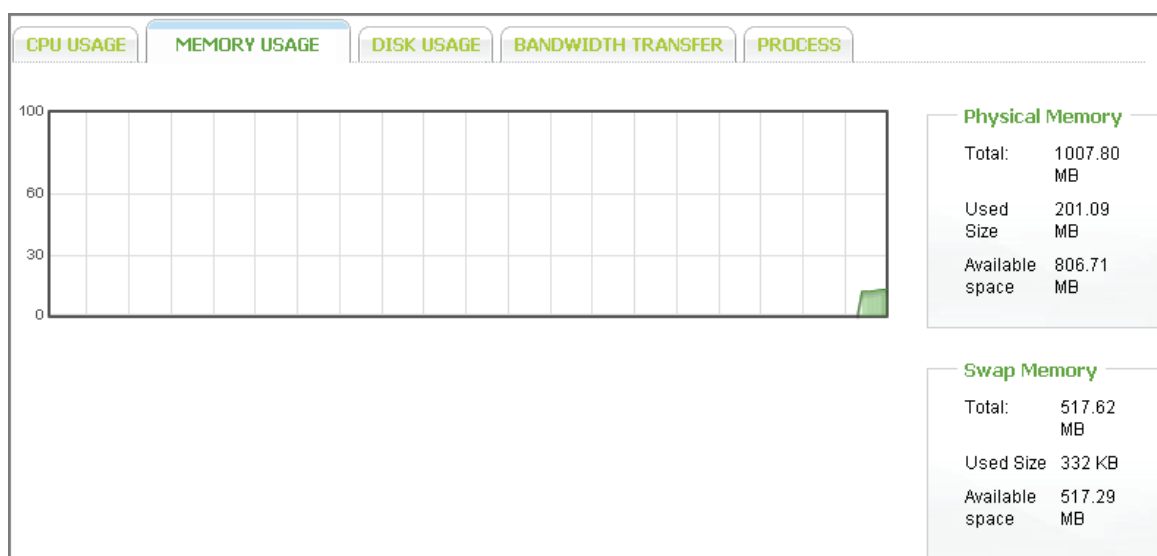 CPU USAGE
MEMORY USAGE
DISK USAGE
BANDWIDTH TRANSFER
PROCESS
100
60
30
0
Physical Memory
Total: 1007.80
MB
Used 201.09
Size MB
Available 806.71
space MB
Swap Memory
Total: 517.62
MB
Used Size 332 KB
Available 517.29
space MB